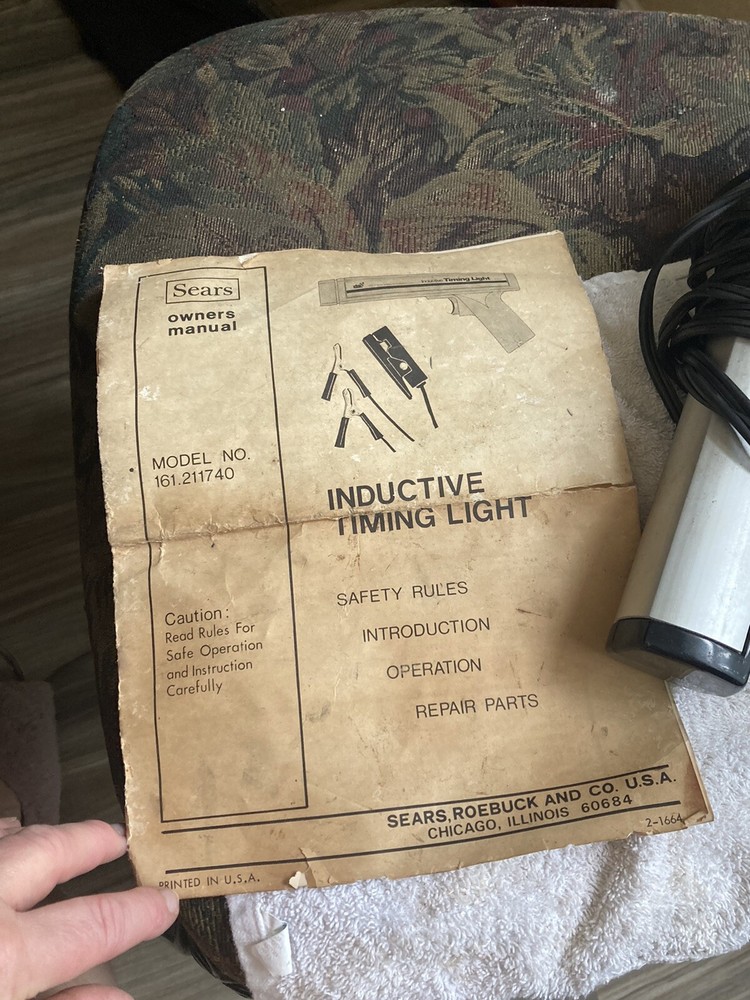 Sears
owners
manual
MODEL NO.
161.211740
Caution:
Read Rules For
Safe Operation
and Instruction
Carefully
Timing Light
INDUCTIVE
TIMING LIGHT
SAFETY RULES
INTRODUCTION
OPERATION
REPAIR PARTS
SEARS, ROEBUCK AND CO. U.S.A.
CHICAGO, ILLINOIS 60684
2-1664
PRINTED IN U.S.A.